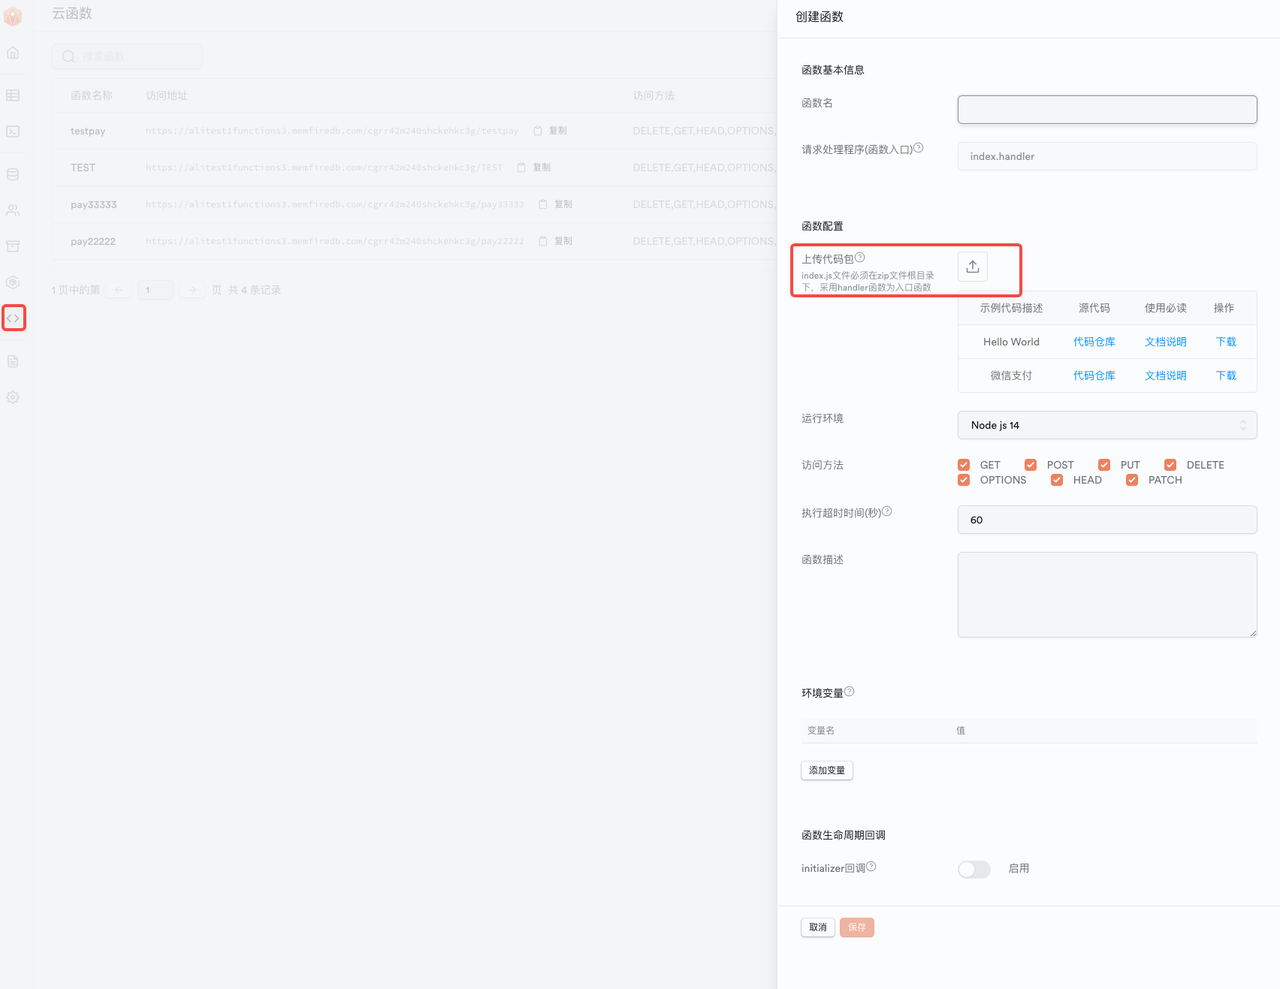 云函数
搜索函数
函数名称 访问地址 访问方法
testpay https://alitest1functions3.memfiredb.com/cgrr42m240shckehkc3g/testpay 复制 DELETE,GET,HEAD,OPTIONS,
TEST https://alitest1functions3.memfiredb.com/cgrr42m240shckehkc3g/TEST 复制 DELETE,GET,HEAD,OPTIONS,
pay33333 https://alitest1functions3.memfiredb.com/cgrr42m240shckehkc3g/pay33333 复制 DELETE,GET,HEAD,OPTIONS,
pay22222 https://alitest1functions3.memfiredb.com/cgrr42m240shckehkc3g/pay22222 复制 DELETE,GET,HEAD,OPTIONS,
1 页中的第 1 页 共 4 条记录
创建函数
函数基本信息
函数名
请求处理程序(函数入口)
index.handler
函数配置
上传代码包
index.js文件必须在zip文件根目录
下，采用handler函数为入口函数
示例代码描述 源代码 使用必读 操作
Hello World 代码仓库 文档说明 下载
微信支付 代码仓库 文档说明 下载
运行环境 Node js 14
访问方法 GET POST PUT DELETE
OPTIONS HEAD PATCH
执行超时时间(秒) 60
函数描述
环境变量
变量名 值
添加变量
函数生命周期回调
initializer回调 启用
取消 保存